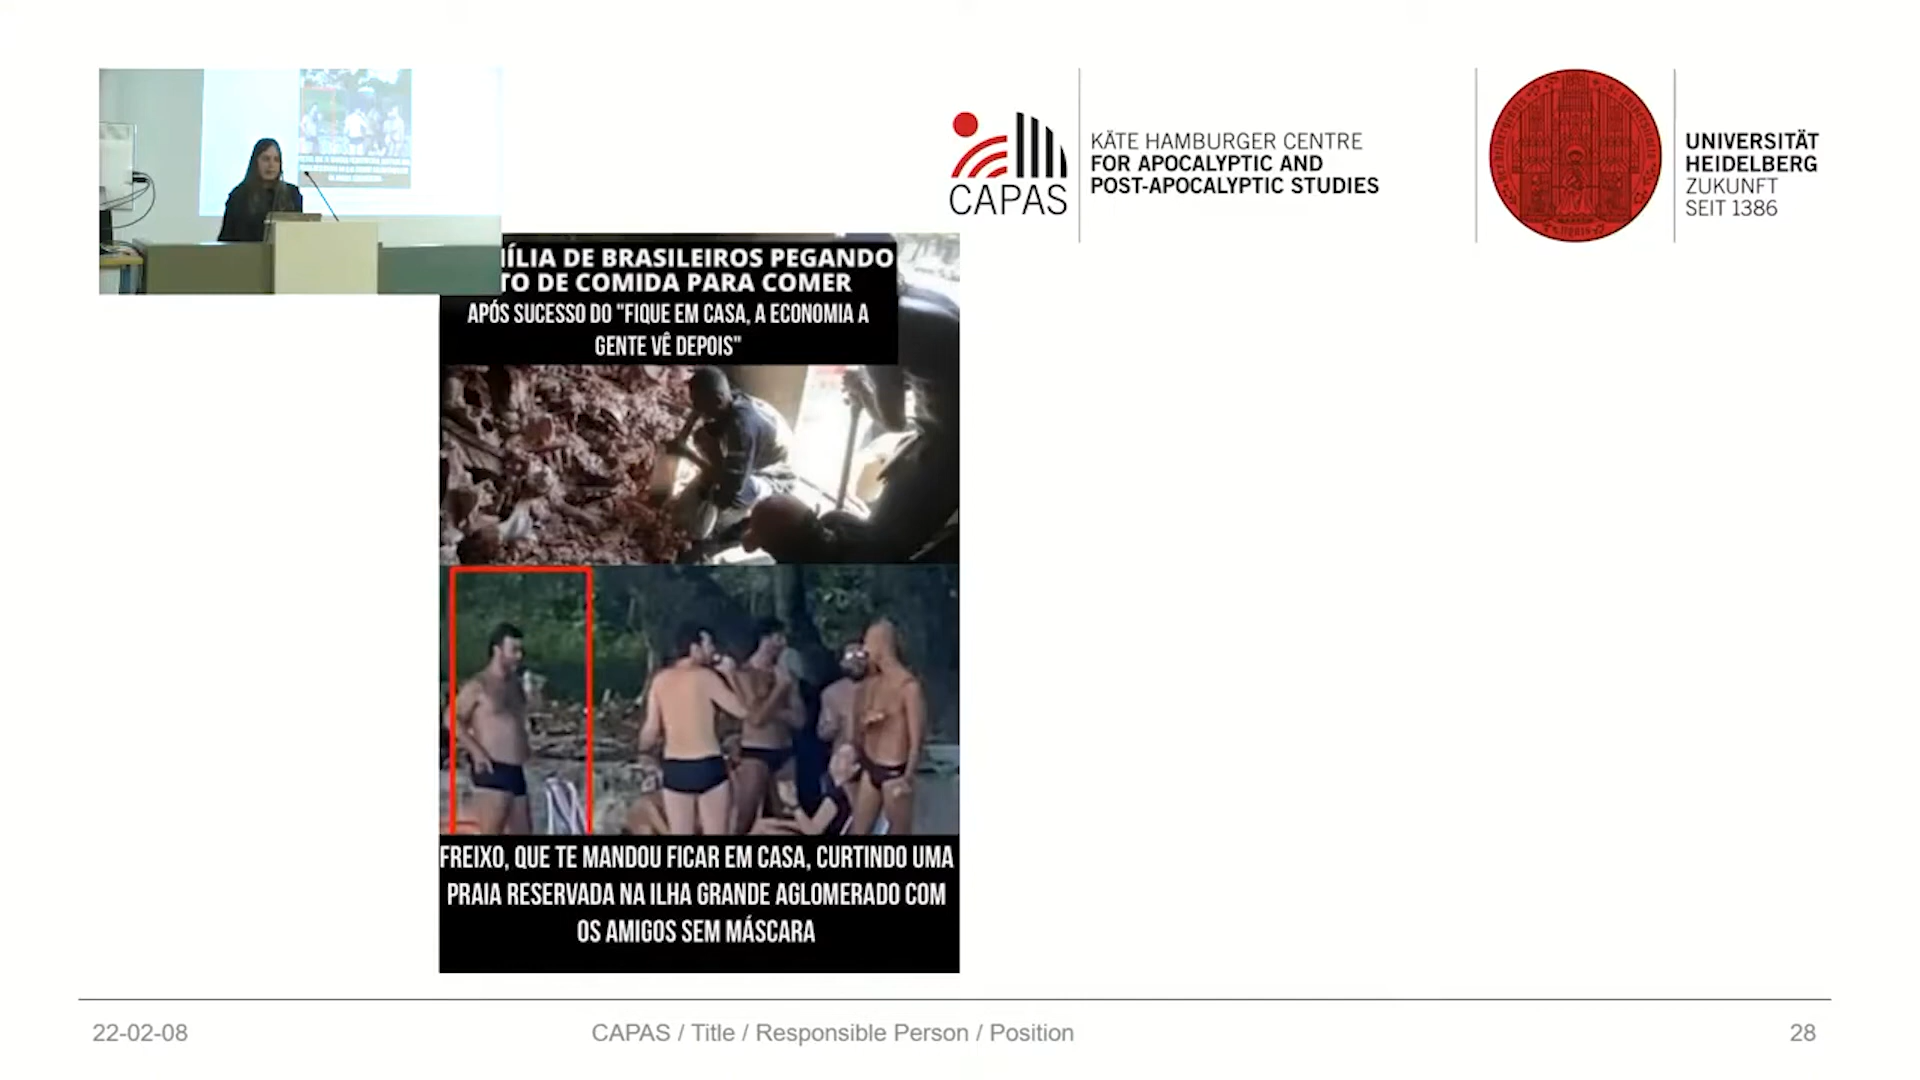 CAPAS
KÄTE HAMBURGER CENTRE
FOR APOCALYPTIC AND
POST-APOCALYPTIC STUDIES
UNIVERSITÄT
HEIDELBERG
ZUKUNFT
SEIT 1386
ÍLIA DE BRASILEIROS PEGANDO
TO DE COMIDA PARA COMER
APÓS SUCESSO DO "FIQUE EM CASA, A ECONOMIA A
GENTE VÊ DEPOIS"
FREIXO, QUE TE MANDOU FICAR EM CASA, CURTINDO UMA
PRAIA RESERVADA NA ILHA GRANDE AGLOMERADO COM
OS AMIGOS SEM MÁSCARA
22-02-08
CAPAS / Title / Responsible Person / Position
28